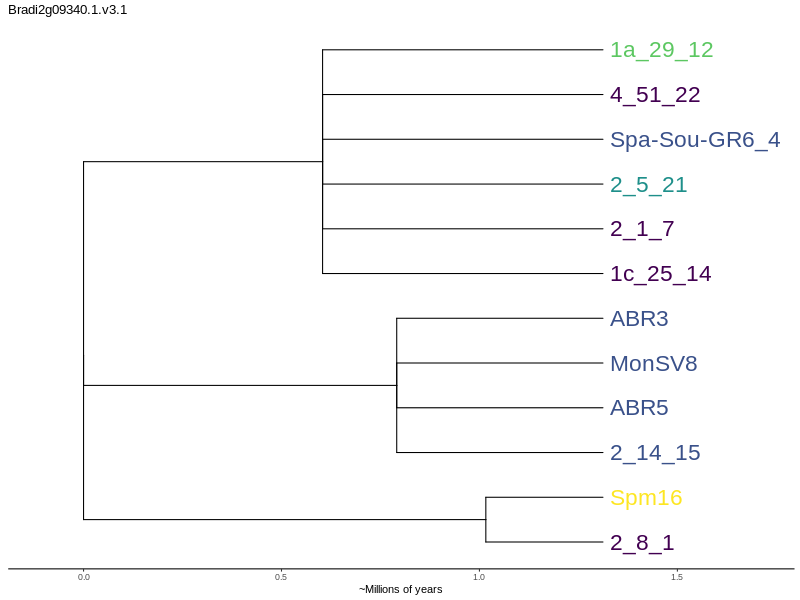 Bradi2g09340.1.v3.1
1a_29_12
4_51_22
Spa-Sou-GR6_4
2_5_21
2_1_7
1c_25_14
ABR3
MonSV8
ABR5
2_14_15
Spm16
2_8_1
0.0 0.5 1.0 1.5
~Millions of years